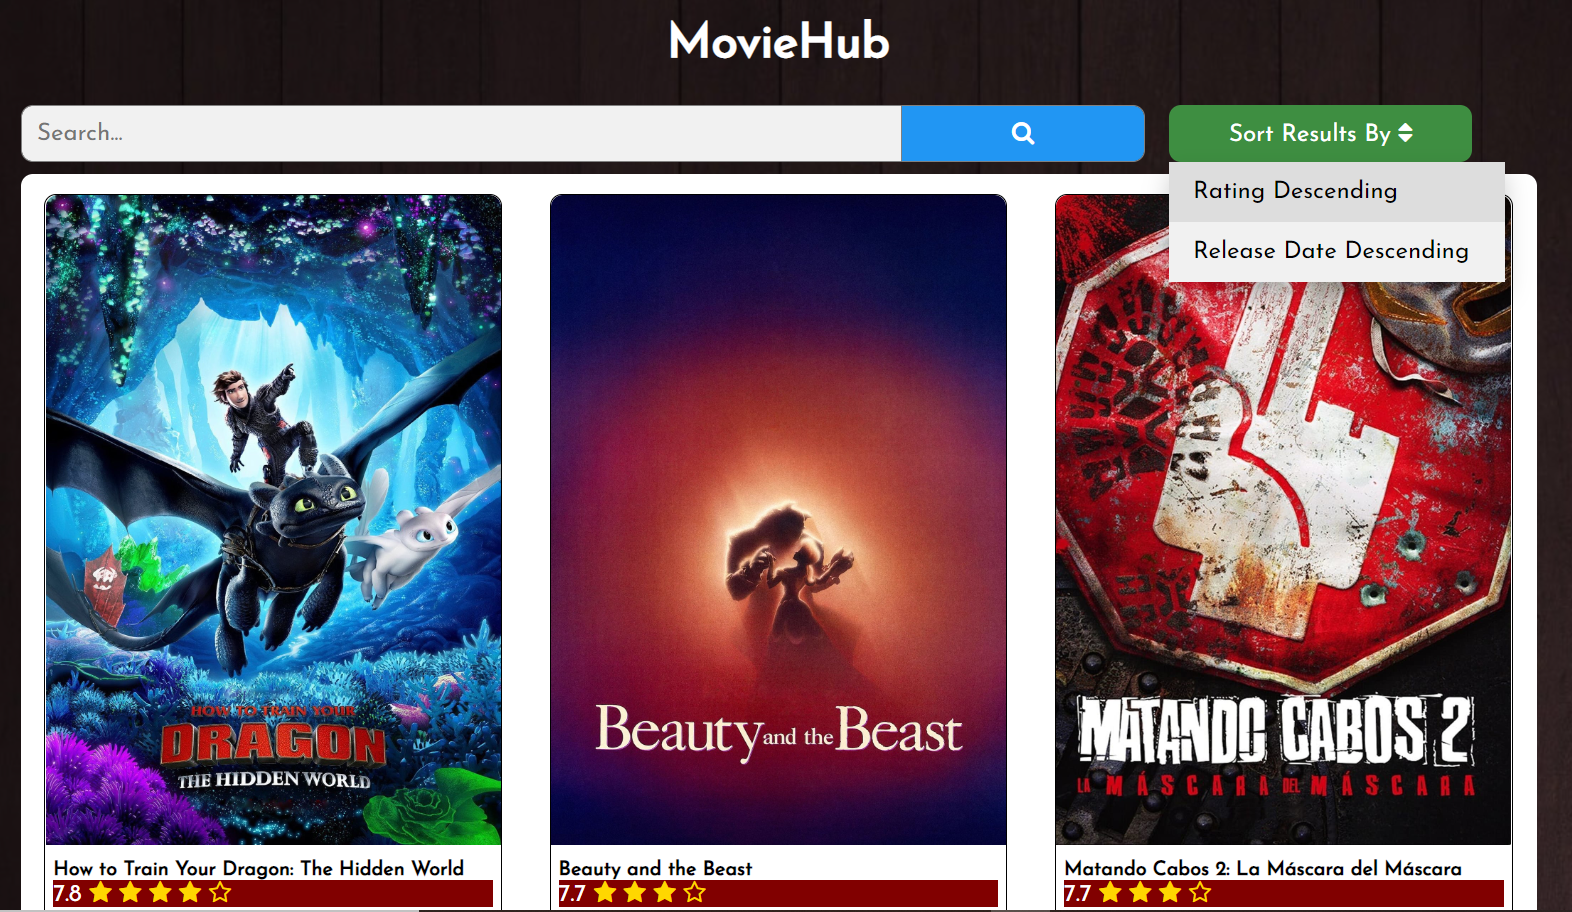 MovieHub
Search...
Sort Results By
Rating Descending
Release Date Descending
HOW TO TRAIN YOUR
DRAGON
THE HIDDEN WORLD
Beauty and the Beast
MATANDO CABOS 2
LA MÁSCARA DEL MÁSCARA
How to Train Your Dragon: The Hidden World
7.8
Beauty and the Beast
7.7
Matando Cabos 2: La Máscara del Máscara
7.7